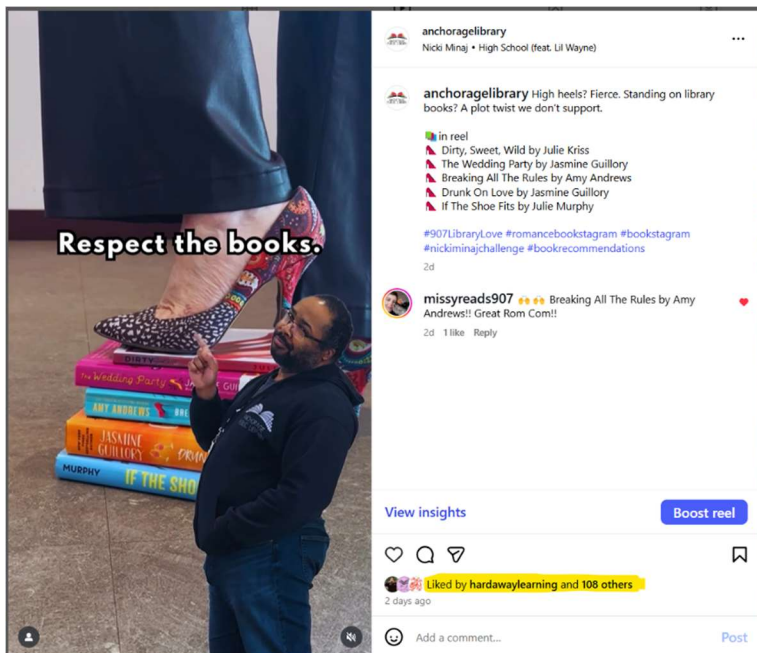 anchoragelibrary
Nicki Minaj • High School (feat. Lil Wayne)
anchoragelibrary High heels? Fierce. Standing on library
books? A plot twist we don't support.
in reel
Dirty, Sweet, Wild by Julie Kriss
The Wedding Party by Jasmine Guillory
Breaking All The Rules by Amy Andrews
Drunk On Love by Jasmine Guillory
If The Shoe Fits by Julie Murphy
#907LibraryLove #romancebookstagram #bookstagram
#nickiminajchallenge #bookrecommendations
2d
missyreads907 🙌🙌 Breaking All The Rules by Amy
Andrews!! Great Rom Com!!
2d 1 like Reply
View insights
Boost reel
Liked by hardawaylearning and 108 others
2 days ago
Add a comment...
Post
Respect the books.
DIRTY
The Wedding Party
AMY ANDREWS
JASMINE
GUILLORY
MURPHY IF THE SHO